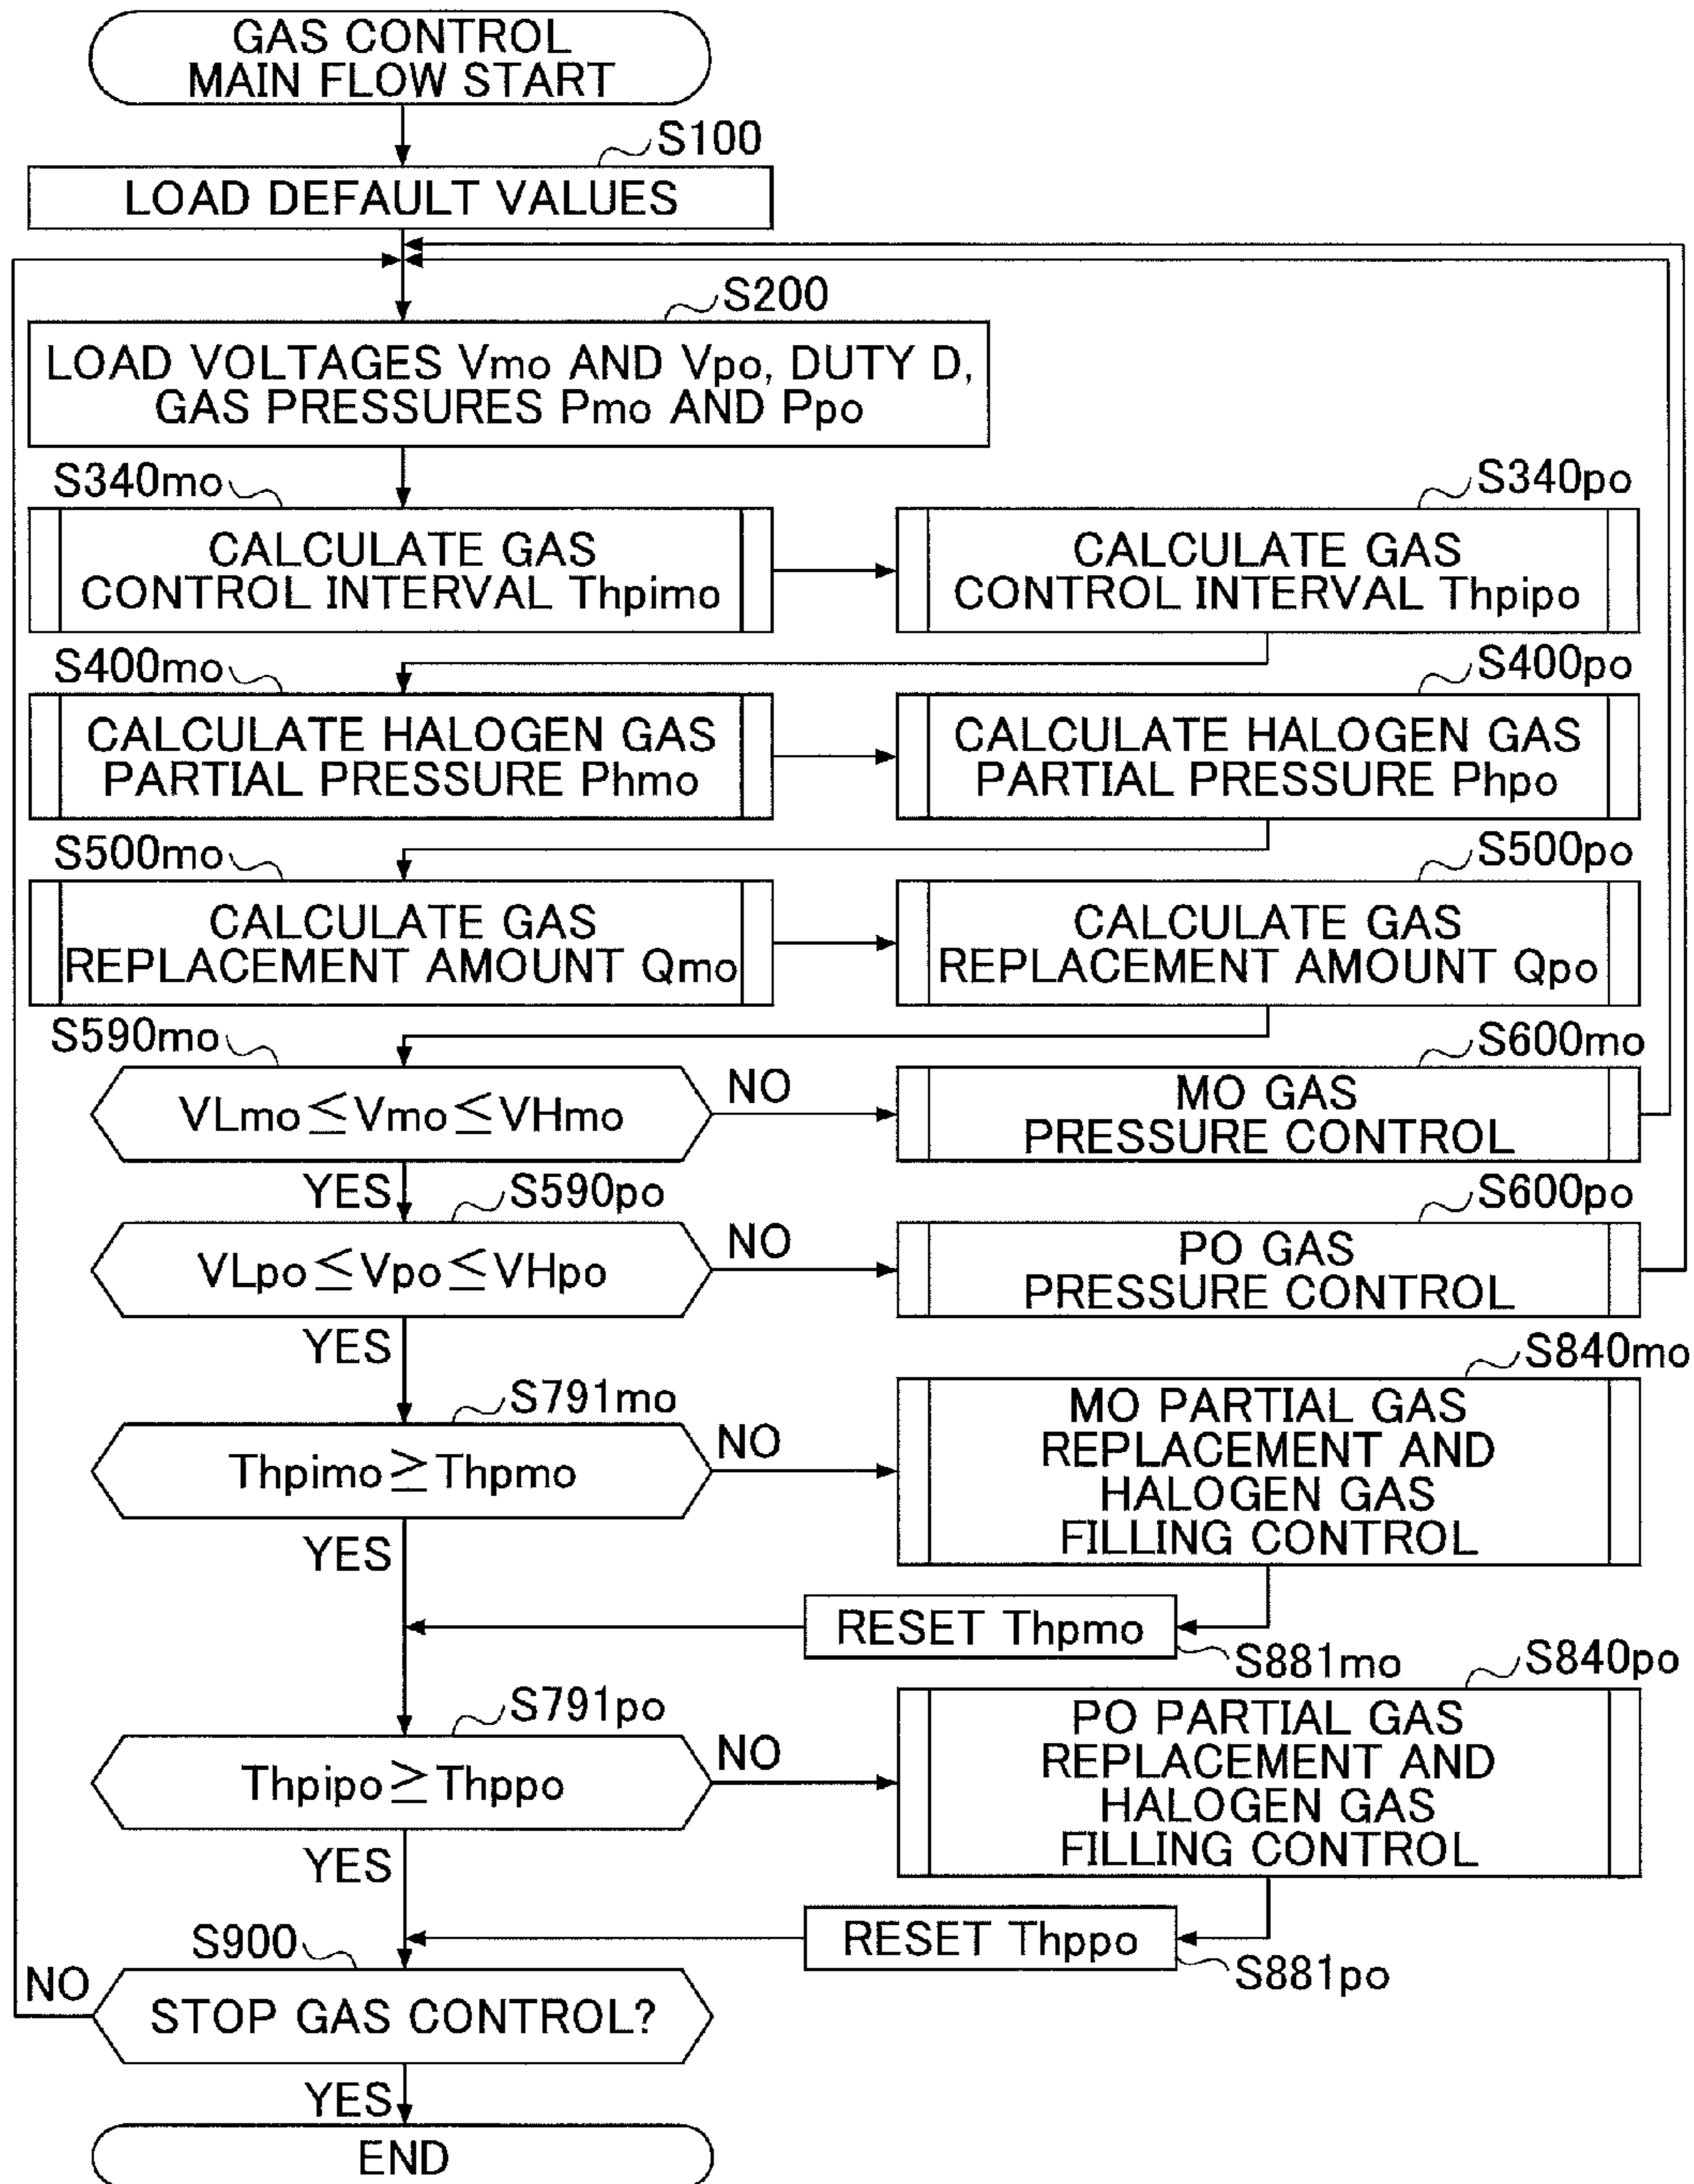 GAS CONTROL
MAIN FLOW START
S100
LOAD DEFAULT VALUES
S200
LOAD VOLTAGES Vmo AND Vpo, DUTY D,
GAS PRESSURES Pmo AND Ppo
S340mo
CALCULATE GAS
CONTROL INTERVAL Thpimo
S340po
CALCULATE GAS
CONTROL INTERVAL Thpipo
S400mo
CALCULATE HALOGEN GAS
PARTIAL PRESSURE Phmo
S400po
CALCULATE HALOGEN GAS
PARTIAL PRESSURE Phpo
S500mo
CALCULATE GAS
REPLACEMENT AMOUNT Qmo
S500po
CALCULATE GAS
REPLACEMENT AMOUNT Qpo
S590mo
VLmo≦Vmo≦VHmo
NO
S600mo
MO GAS
PRESSURE CONTROL
YES
S590po
VLpo≦Vpo≦VHpo
NO
S600po
PO GAS
PRESSURE CONTROL
YES
S791mo
Thpimo≧Thpmo
NO
S840mo
MO PARTIAL GAS
REPLACEMENT AND
HALOGEN GAS
FILLING CONTROL
YES
RESET Thpmo
S881mo
S791po
Thpipo≧Thppo
NO
S840po
PO PARTIAL GAS
REPLACEMENT AND
HALOGEN GAS
FILLING CONTROL
YES
RESET Thppo
S881po
S900
NO
STOP GAS CONTROL?
YES
END